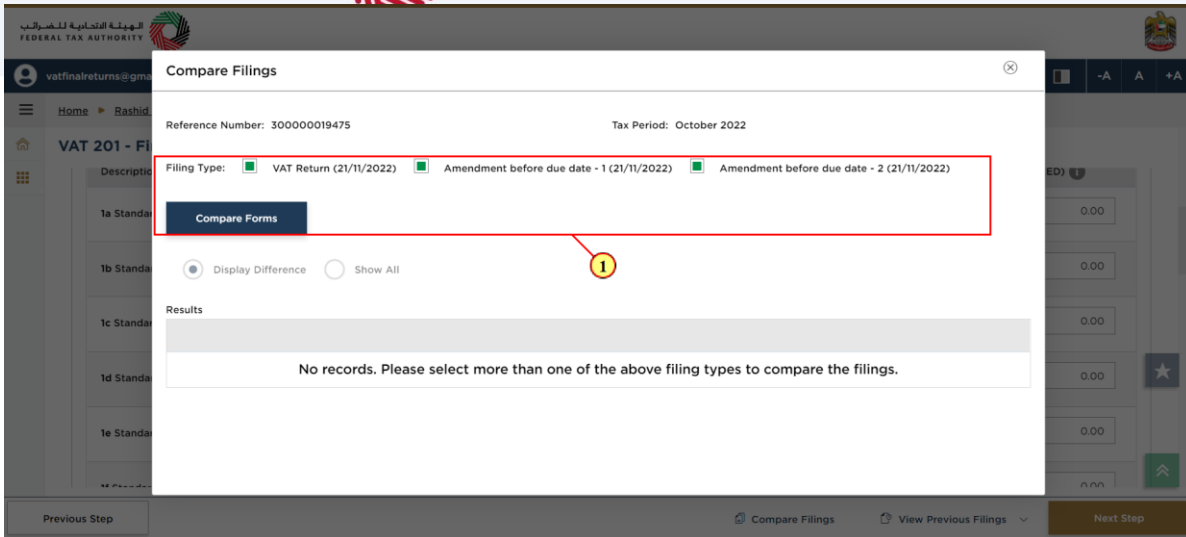 الهيئة الاتحادية للضرائب
FEDERAL TAX AUTHORITY
vatfinalreturns@gma
-A A +A
Home Rashid
VAT 201 - Fi
Compare Filings
Reference Number: 300000019475 Tax Period: October 2022
Descriptio
Filing Type: VAT Return (21/11/2022) Amendment before due date - 1 (21/11/2022) Amendment before due date - 2 (21/11/2022)
ED)
Compare Forms
1a Standar 0.00
1b Standar 0.00
Display Difference Show All
1
Results
1c Standar 0.00
No records. Please select more than one of the above filing types to compare the filings.
1d Standar 0.00
1e Standar 0.00
1f Standar 0.00
Previous Step Compare Filings View Previous Filings Next Step